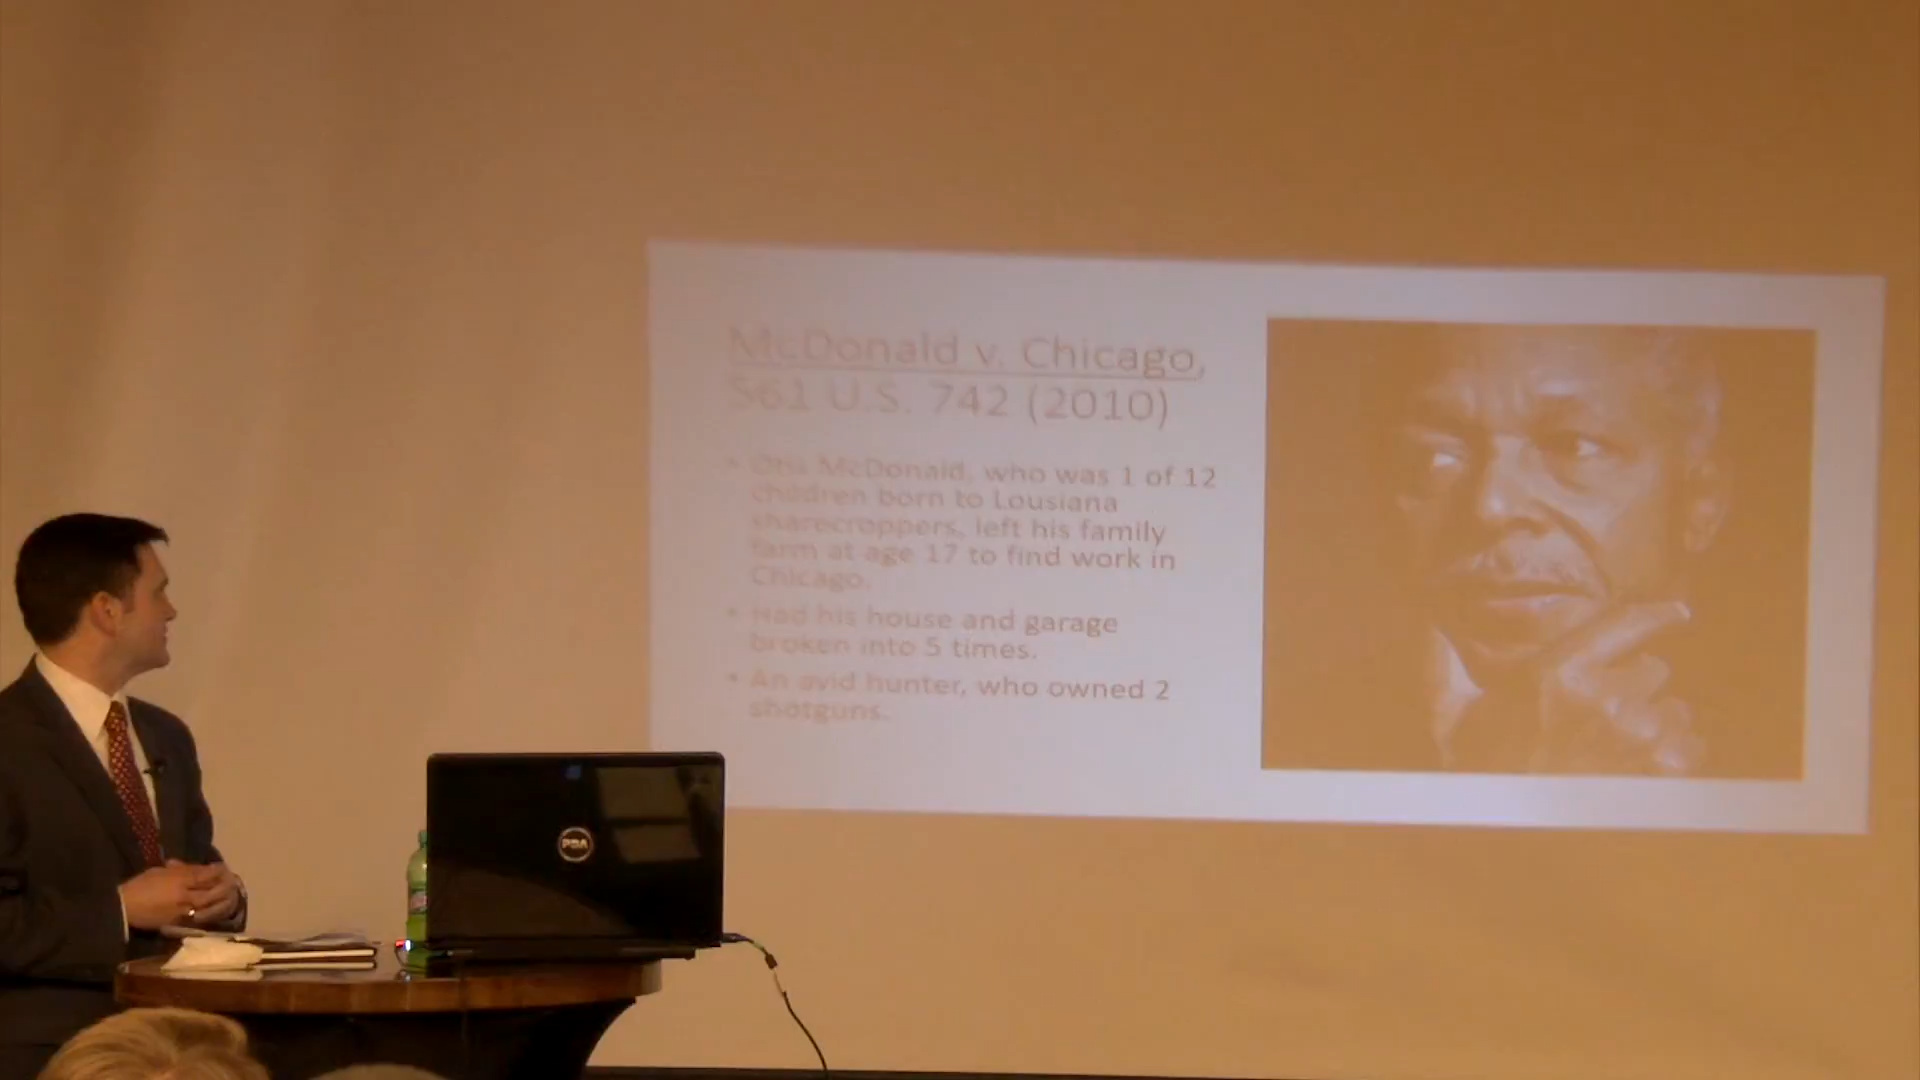 McDonald v. Chicago,
561 U.S. 742 (2010)
• Otis McDonald, who was 1 of 12
children born to Lousiana
sharecroppers, left his family
farm at age 17 to find work in
Chicago.
• Had his house and garage
broken into 5 times.
• An avid hunter, who owned 2
shotguns.